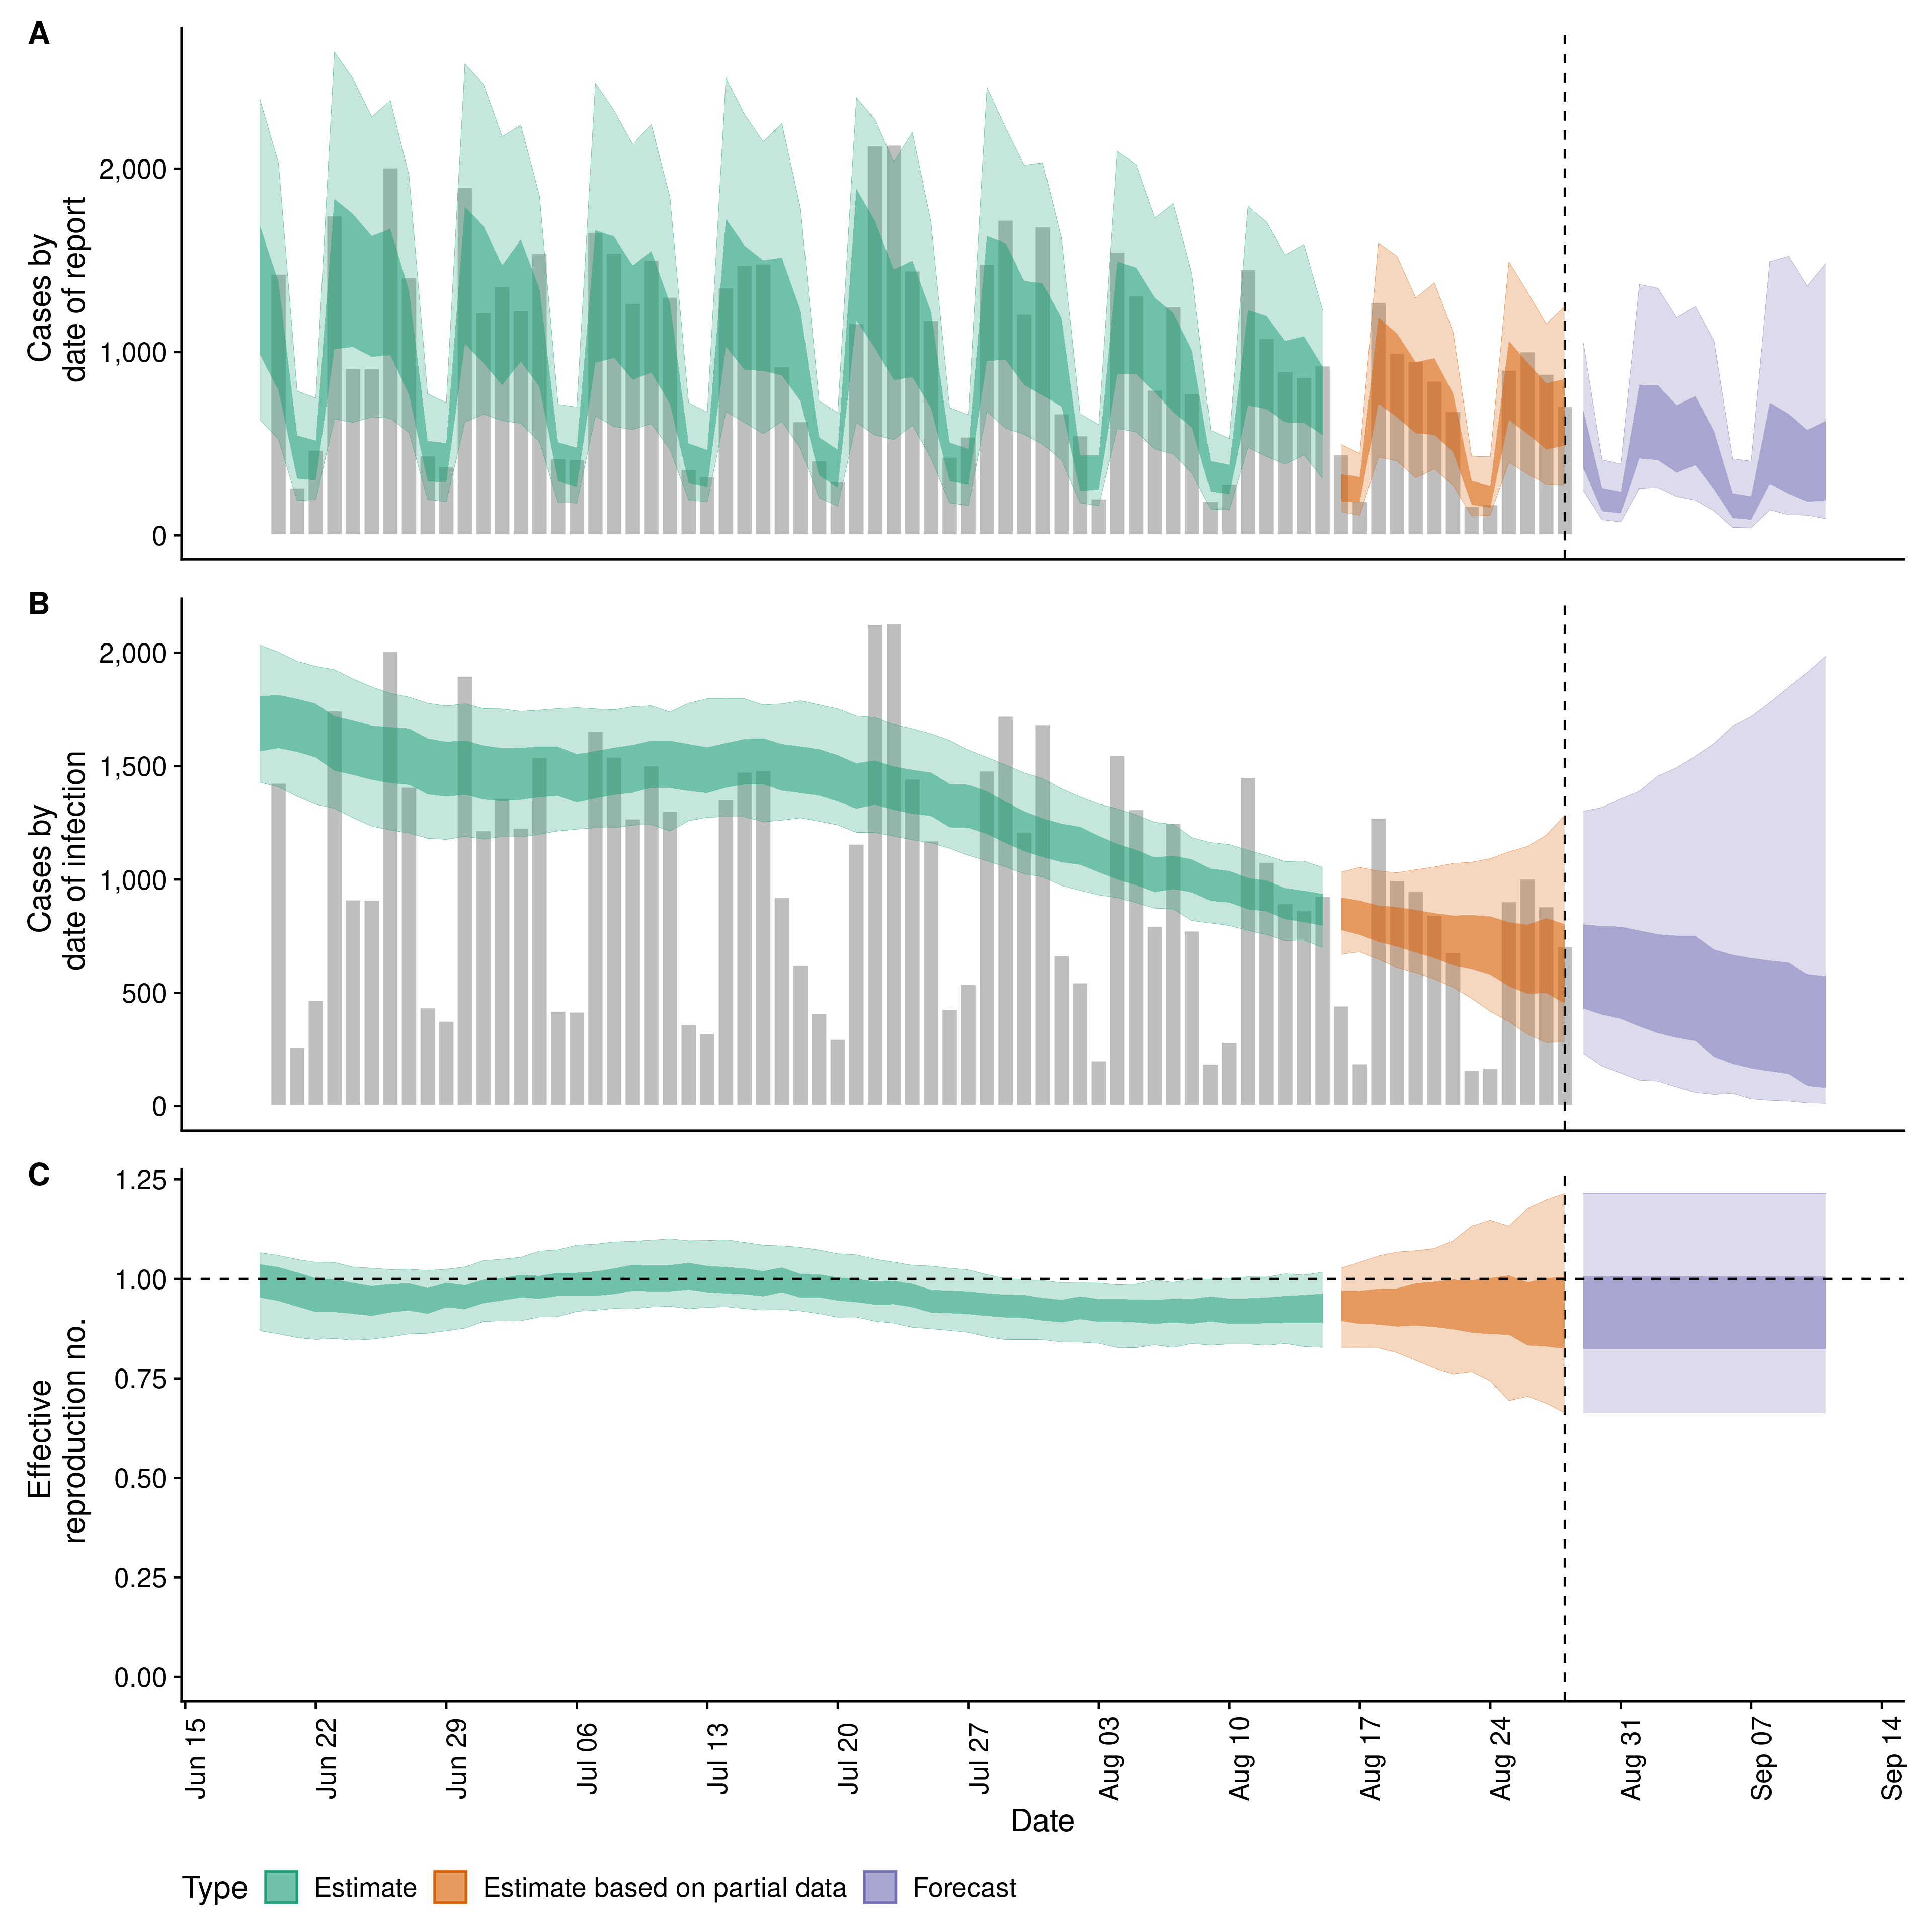 A
Cases by
date of report
2,000
1,000
0
B
Cases by
date of infection
2,000
1,500
1,000
500
0
C
Effective
reproduction no.
1.25
1.00
0.75
0.50
0.25
0.00
Jun 15
Jun 22
Jun 29
Jul 06
Jul 13
Jul 20
Jul 27
Aug 03
Aug 10
Aug 17
Aug 24
Aug 31
Sep 07
Sep 14
Date
Type Estimate Estimate based on partial data Forecast